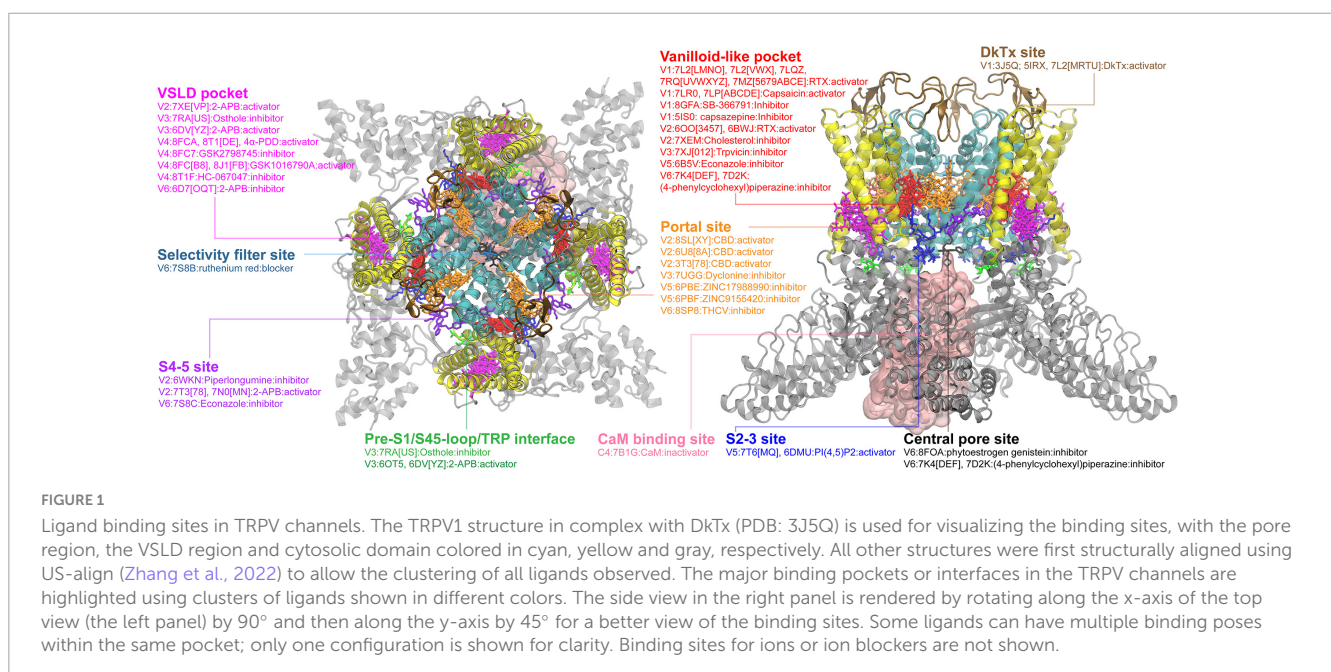 VSLD pocket
V2:7XE[VP]:2-APB:activator
V3:7RA[US]:Osthole:inhibitor
V3:6DV[YZ]:2-APB:activator
V4:8FCA, 8T1[DE], 4α-PDD:activator
V4:8FC7:GSK2798745:inhibitor
V4:8FC[B8], 8J1[FB]:GSK1016790A:activator
V4:8T1F:HC-067047:inhibitor
V6:6D7[OQT]:2-APB:inhibitor
Selectivity filter site
V6:7S8B:ruthenium red:blocker
S4-5 site
V2:6WKN:Piperlongumine:inhibitor
V2:7T3[78], 7N0[MN]:2-APB:activator
V6:7S8C:Econazole:inhibitor
Pre-S1/S45-loop/TRP interface
V3:7RA[US]:Osthole:inhibitor
V3:6OT5, 6DV[YZ]:2-APB:activator
Vanilloid-like pocket
V1:7L2[LMNO], 7L2[VWX], 7LQZ,
7RQ[UVWXYZ], 7MZ[5679ABCE]:RTX:activator
V1:7LR0, 7LP[ABCDE]:Capsaicin:activator
V1:8GFA:SB-366791:Inhibitor
V1:5IS0: capsazepine:Inhibitor
V2:6OO[3457], 6BWJ:RTX:activator
V2:7XEM:Cholesterol:inhibitor
V3:7XJ[012]:Trpvicin:inhibitor
V5:6B5V:Econazole:inhibitor
V6:7K4[DEF], 7D2K:
(4-phenylcyclohexyl)piperazine:inhibitor
DkTx site
V1:3J5Q; 5IRX, 7L2[MRTU]:DkTx:activator
Portal site
V2:8SL[XY]:CBD:activator
V2:6U8[8A]:CBD:activator
V2:3T3[78]:CBD:activator
V3:7UGG:Dyclonine:inhibitor
V5:6PBE:ZINC17988990:inhibitor
V5:6PBF:ZINC9155420:inhibitor
V6:8SP8:THCV:inhibitor
CaM binding site
C4:7B1G:CaM:inactivator
S2-3 site
V5:7T6[MQ], 6DMU:PI(4,5)P2:activator
Central pore site
V6:8FOA:phytoestrogen genistein:inhibitor
V6:7K4[DEF], 7D2K:(4-phenylcyclohexyl)piperazine:inhibitor
FIGURE 1
Ligand binding sites in TRPV channels. The TRPV1 structure in complex with DkTx (PDB: 3J5Q) is used for visualizing the binding sites, with the pore
region, the VSLD region and cytosolic domain colored in cyan, yellow and gray, respectively. All other structures were first structurally aligned using
US-align (Zhang et al., 2022) to allow the clustering of all ligands observed. The major binding pockets or interfaces in the TRPV channels are
highlighted using clusters of ligands shown in different colors. The side view in the right panel is rendered by rotating along the x-axis of the top
view (the left panel) by 90° and then along the y-axis by 45° for a better view of the binding sites. Some ligands can have multiple binding poses
within the same pocket; only one configuration is shown for clarity. Binding sites for ions or ion blockers are not shown.